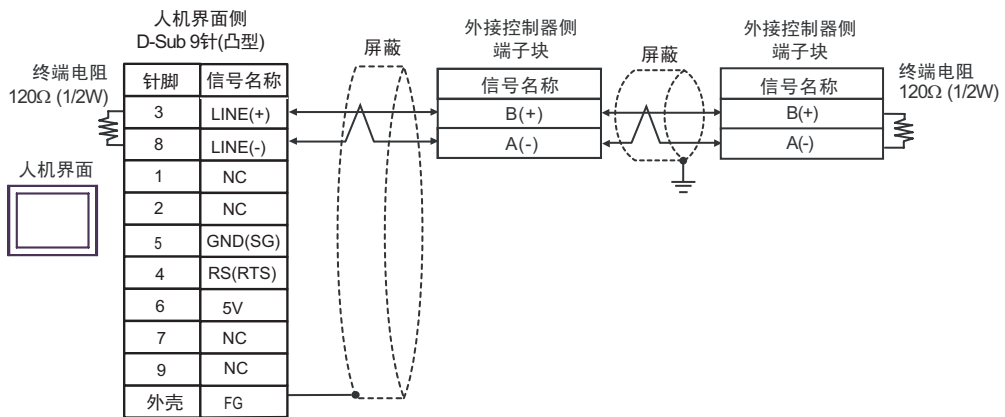 人机界面侧
D-Sub 9针(凸型)
终端电阻
120Ω (1/2W)
人机界面
针脚 信号名称
3 LINE(+)
8 LINE(-)
1 NC
2 NC
5 GND(SG)
4 RS(RTS)
6 5V
7 NC
9 NC
外壳 FG
屏蔽
外接控制器侧
端子块
信号名称
B(+)
A(-)
屏蔽
外接控制器侧
端子块
信号名称
B(+)
A(-)
终端电阻
120Ω (1/2W)